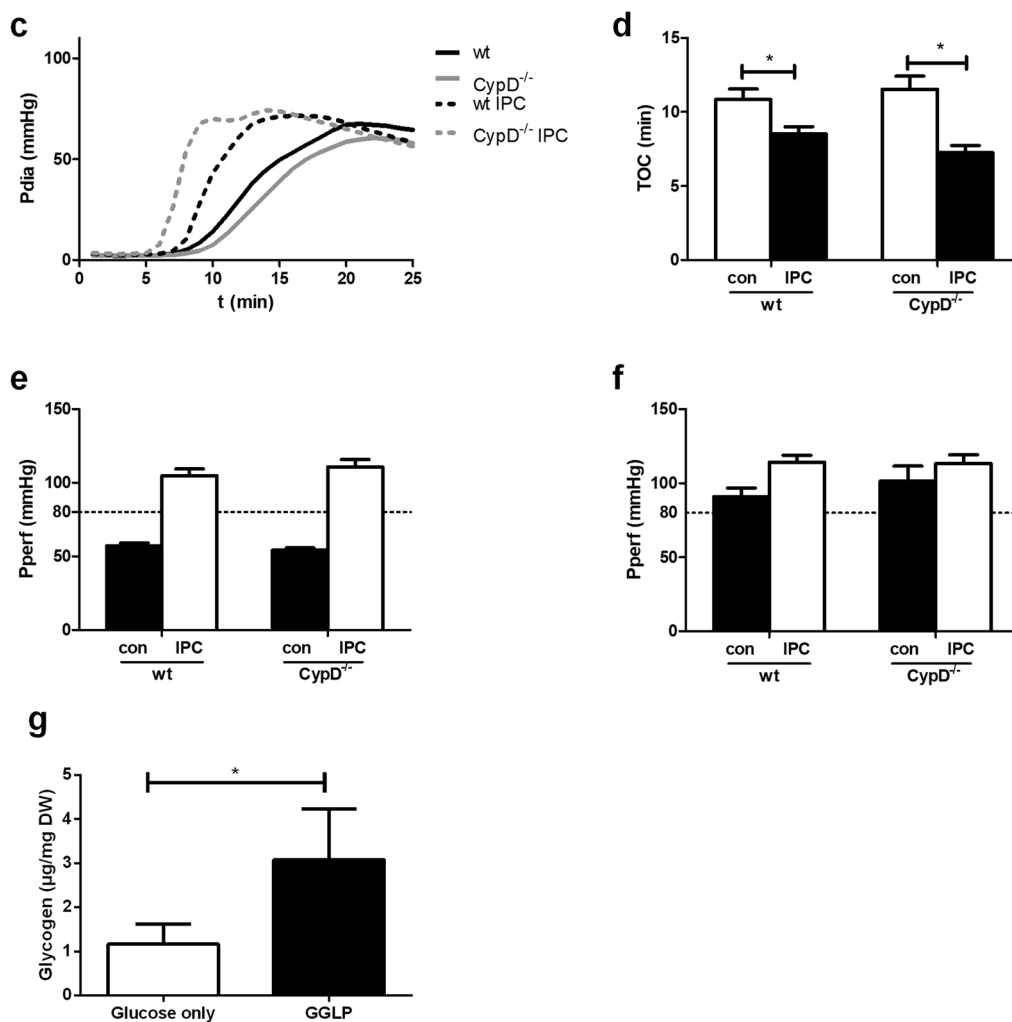 c
100
50
0
Pdia (mmHg)
0 5 10 15 20 25
t (min)
wt
CypD-/-
wt IPC
CypD-/- IPC
d
15
10
5
0
TOC (min)
*
*
con IPC con IPC
wt CypD-/-
e
150
100
80
50
0
Pperf (mmHg)
con IPC con IPC
wt CypD-/-
f
150
100
80
50
0
Pperf (mmHg)
con IPC con IPC
wt CypD-/-
g
5
4
3
2
1
0
Glycogen (µg/mg DW)
*
Glucose only GGLP